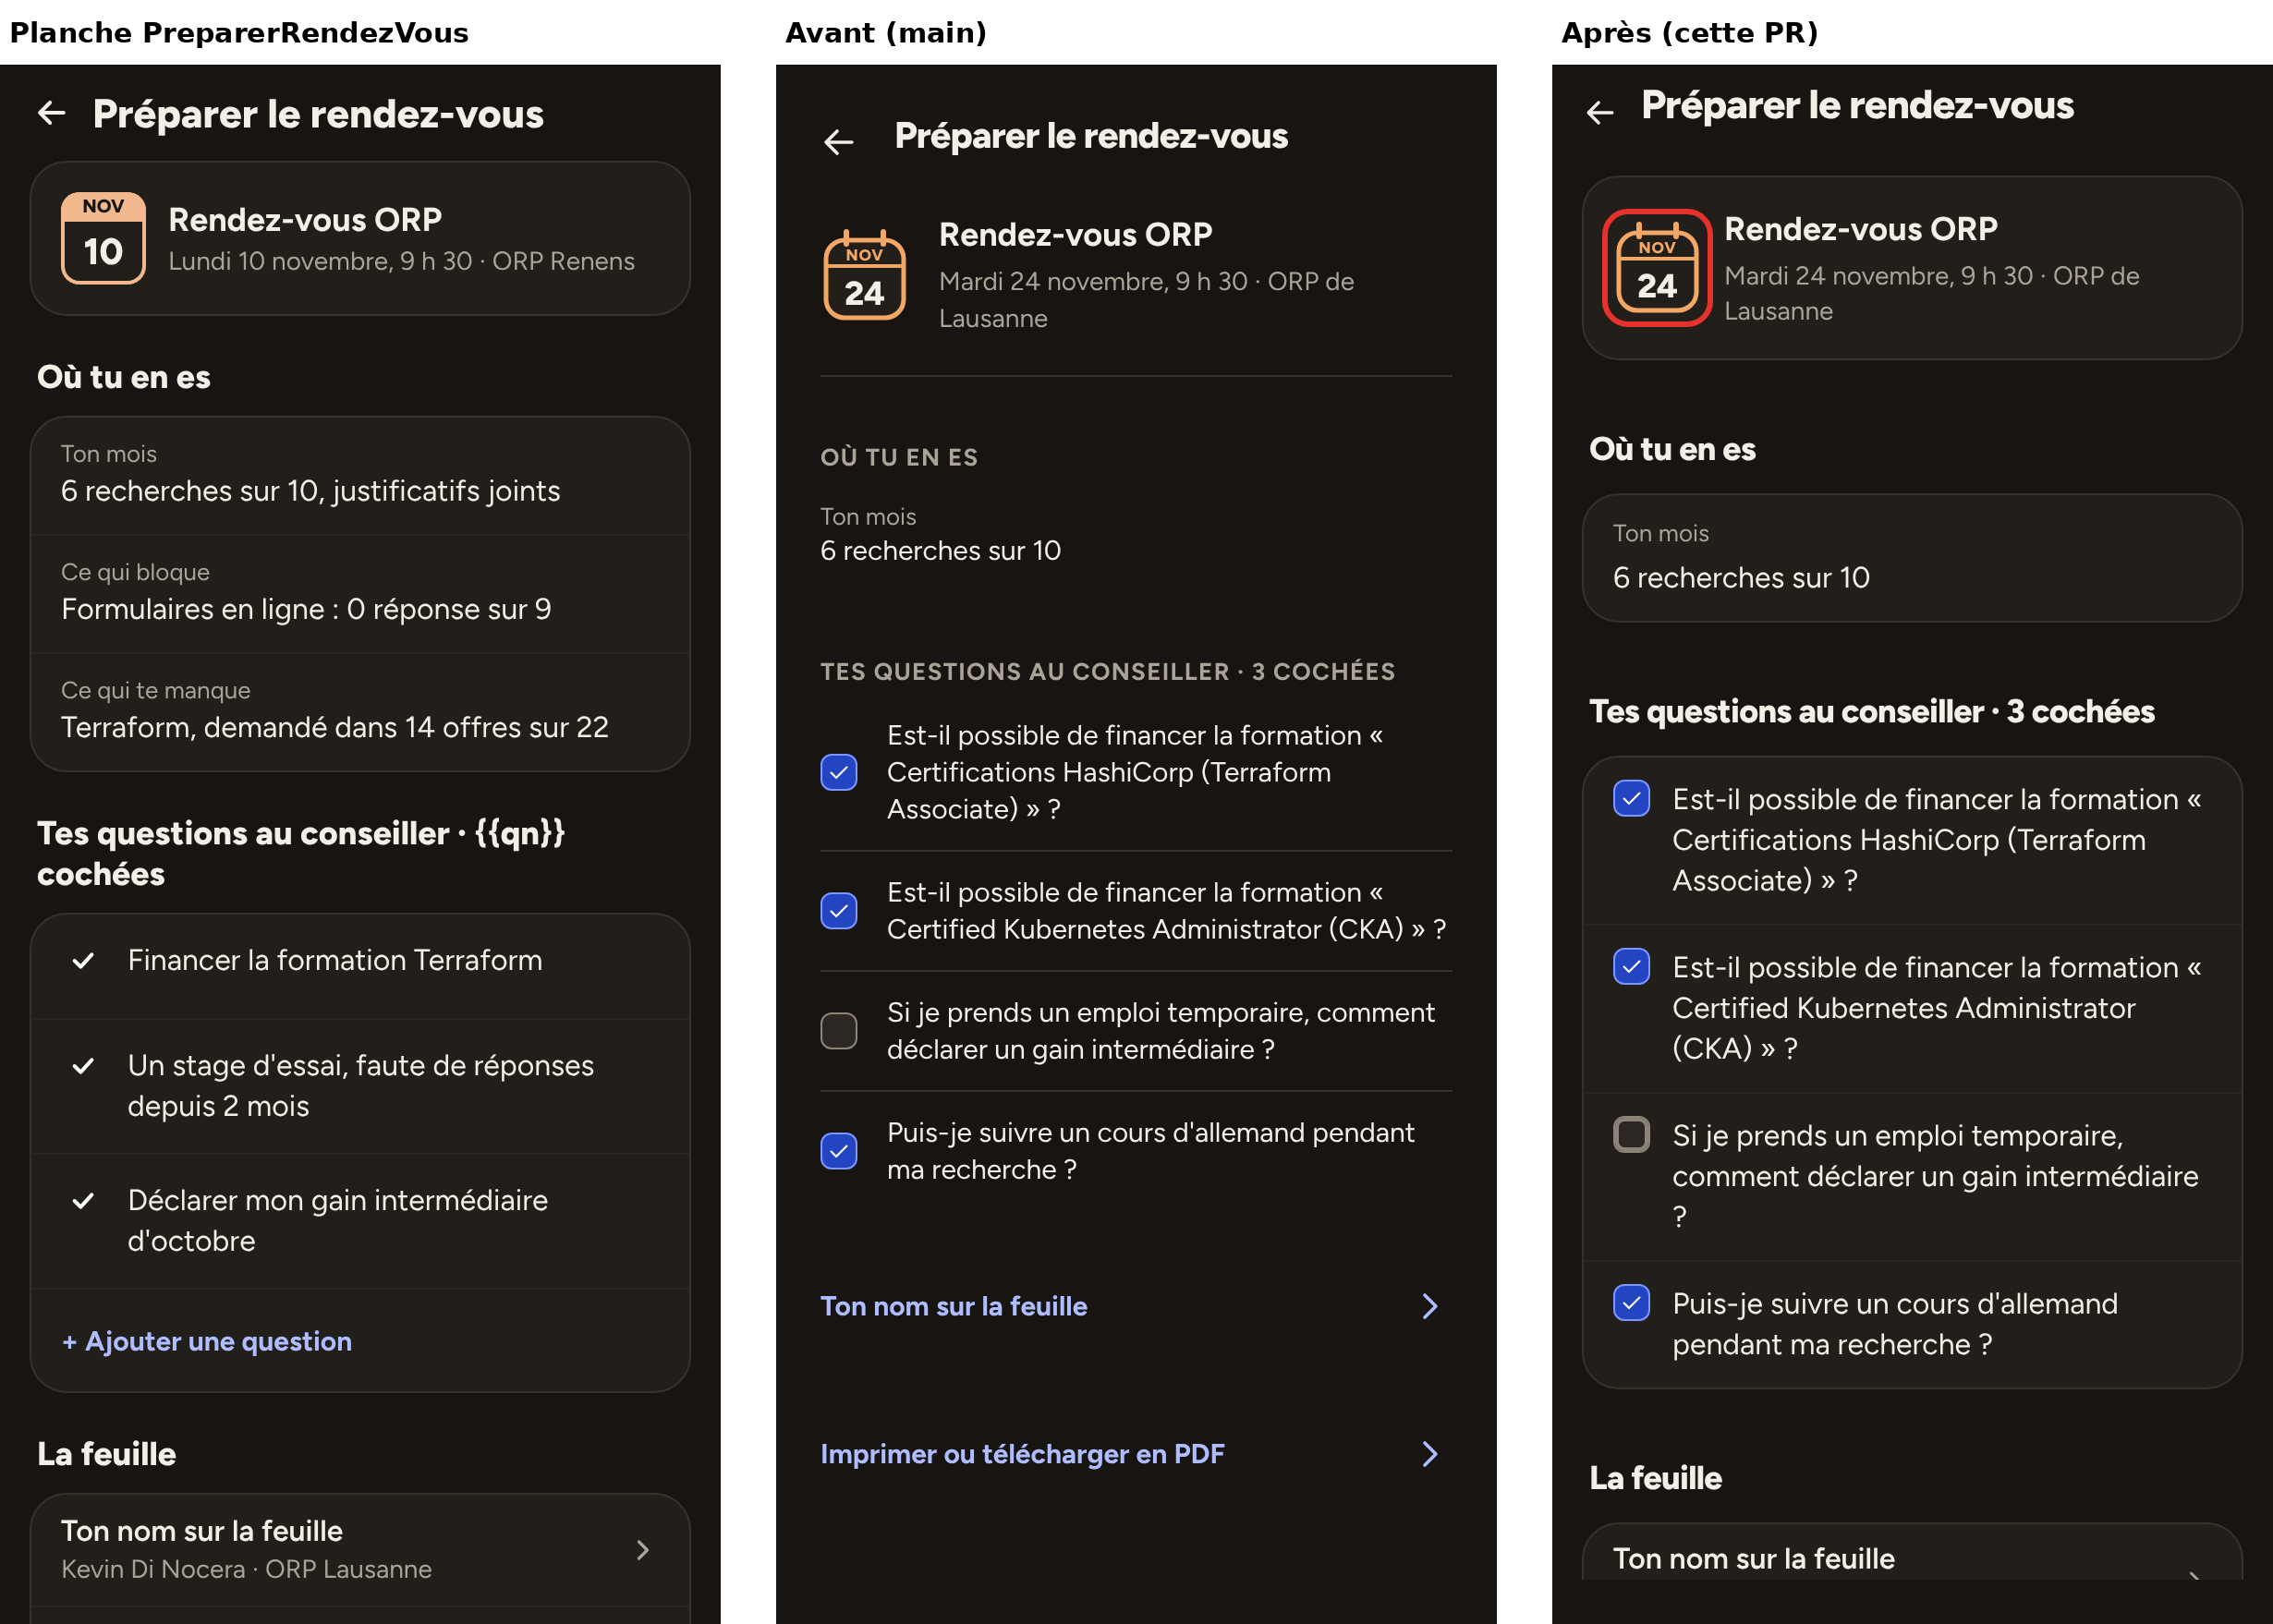 Planche PreparerRendezVous
Préparer le rendez-vous
NOV
10
Rendez-vous ORP
Lundi 10 novembre, 9 h 30 · ORP Renens
Où tu en es
Ton mois
6 recherches sur 10, justificatifs joints
Ce qui bloque
Formulaires en ligne : 0 réponse sur 9
Ce qui te manque
Terraform, demandé dans 14 offres sur 22
Tes questions au conseiller · {{qn}}
cochées
Financer la formation Terraform
Un stage d'essai, faute de réponses
depuis 2 mois
Déclarer mon gain intermédiaire
d'octobre
+ Ajouter une question
La feuille
Ton nom sur la feuille
Kevin Di Nocera · ORP Lausanne
Avant (main)
Préparer le rendez-vous
NOV
24
Rendez-vous ORP
Mardi 24 novembre, 9 h 30 · ORP de
Lausanne
OÙ TU EN ES
Ton mois
6 recherches sur 10
TES QUESTIONS AU CONSEILLER · 3 COCHÉES
Est-il possible de financer la formation «
Certifications HashiCorp (Terraform
Associate) » ?
Est-il possible de financer la formation «
Certified Kubernetes Administrator (CKA) » ?
Si je prends un emploi temporaire, comment
déclarer un gain intermédiaire ?
Puis-je suivre un cours d'allemand pendant
ma recherche ?
Ton nom sur la feuille
Imprimer ou télécharger en PDF
Après (cette PR)
Préparer le rendez-vous
NOV
24
Rendez-vous ORP
Mardi 24 novembre, 9 h 30 · ORP de
Lausanne
Où tu en es
Ton mois
6 recherches sur 10
Tes questions au conseiller · 3 cochées
Est-il possible de financer la formation «
Certifications HashiCorp (Terraform
Associate) » ?
Est-il possible de financer la formation «
Certified Kubernetes Administrator
(CKA) » ?
Si je prends un emploi temporaire,
comment déclarer un gain intermédiaire
?
Puis-je suivre un cours d'allemand
pendant ma recherche ?
La feuille
Ton nom sur la feuille